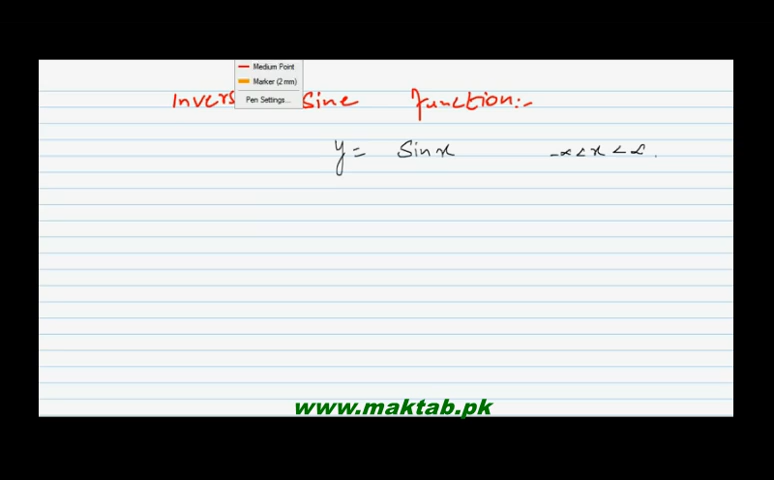 Medium Point
Marker (2 mm)
Pen Settings...
Invers Sine function:-
y = Sin x -∝ < x < ∝.
www.maktab.pk